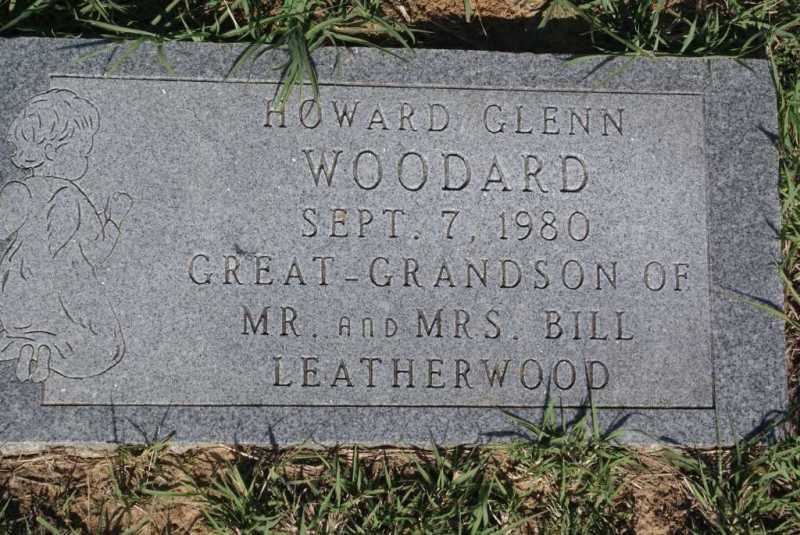 HOWARD GLENN
WOODARD
SEPT. 7, 1980
GREAT-GRANDSON OF
MR. AnD MRS. BILL
LEATHERWOOD